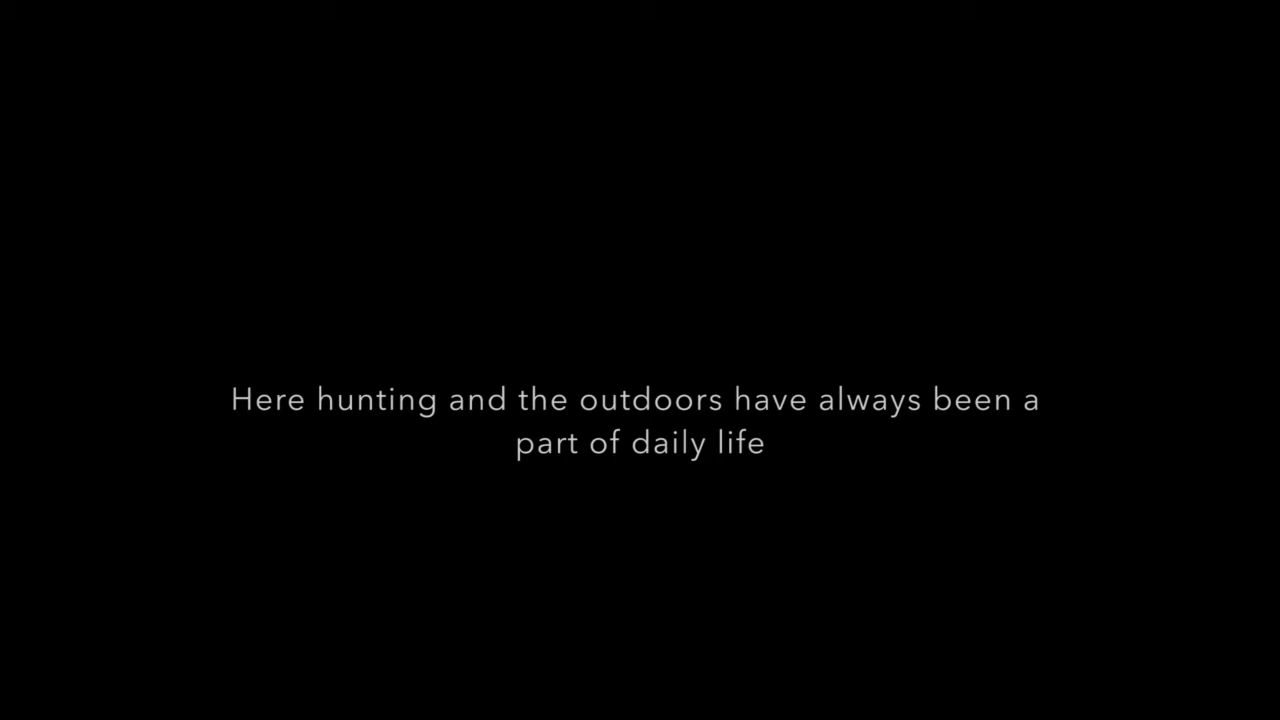 Here hunting and the outdoors have always been a
part of daily life